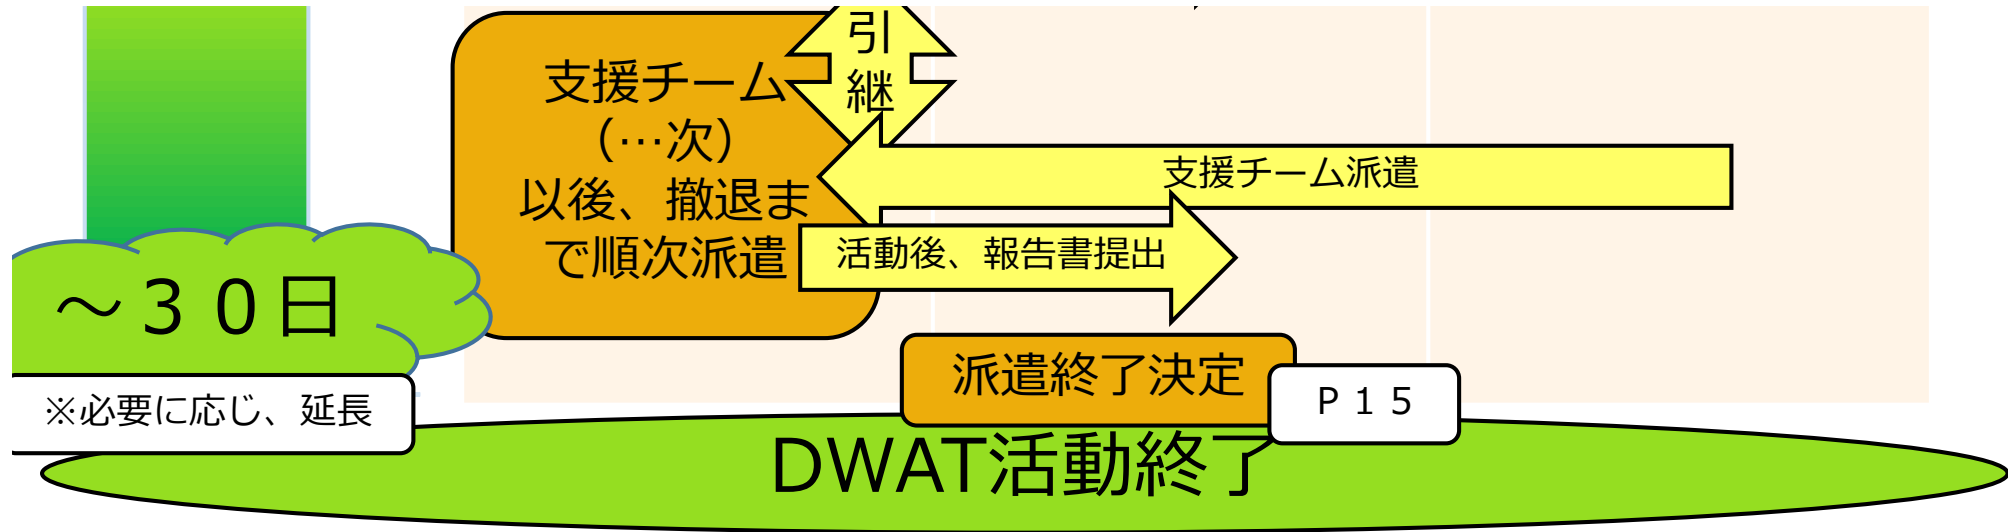 引
継
支援チーム
（…次）
以後、撤退ま
で順次派遣
支援チーム派遣
活動後、報告書提出
～３０日
※必要に応じ、延長
派遣終了決定
Ｐ１５
DWAT活動終了